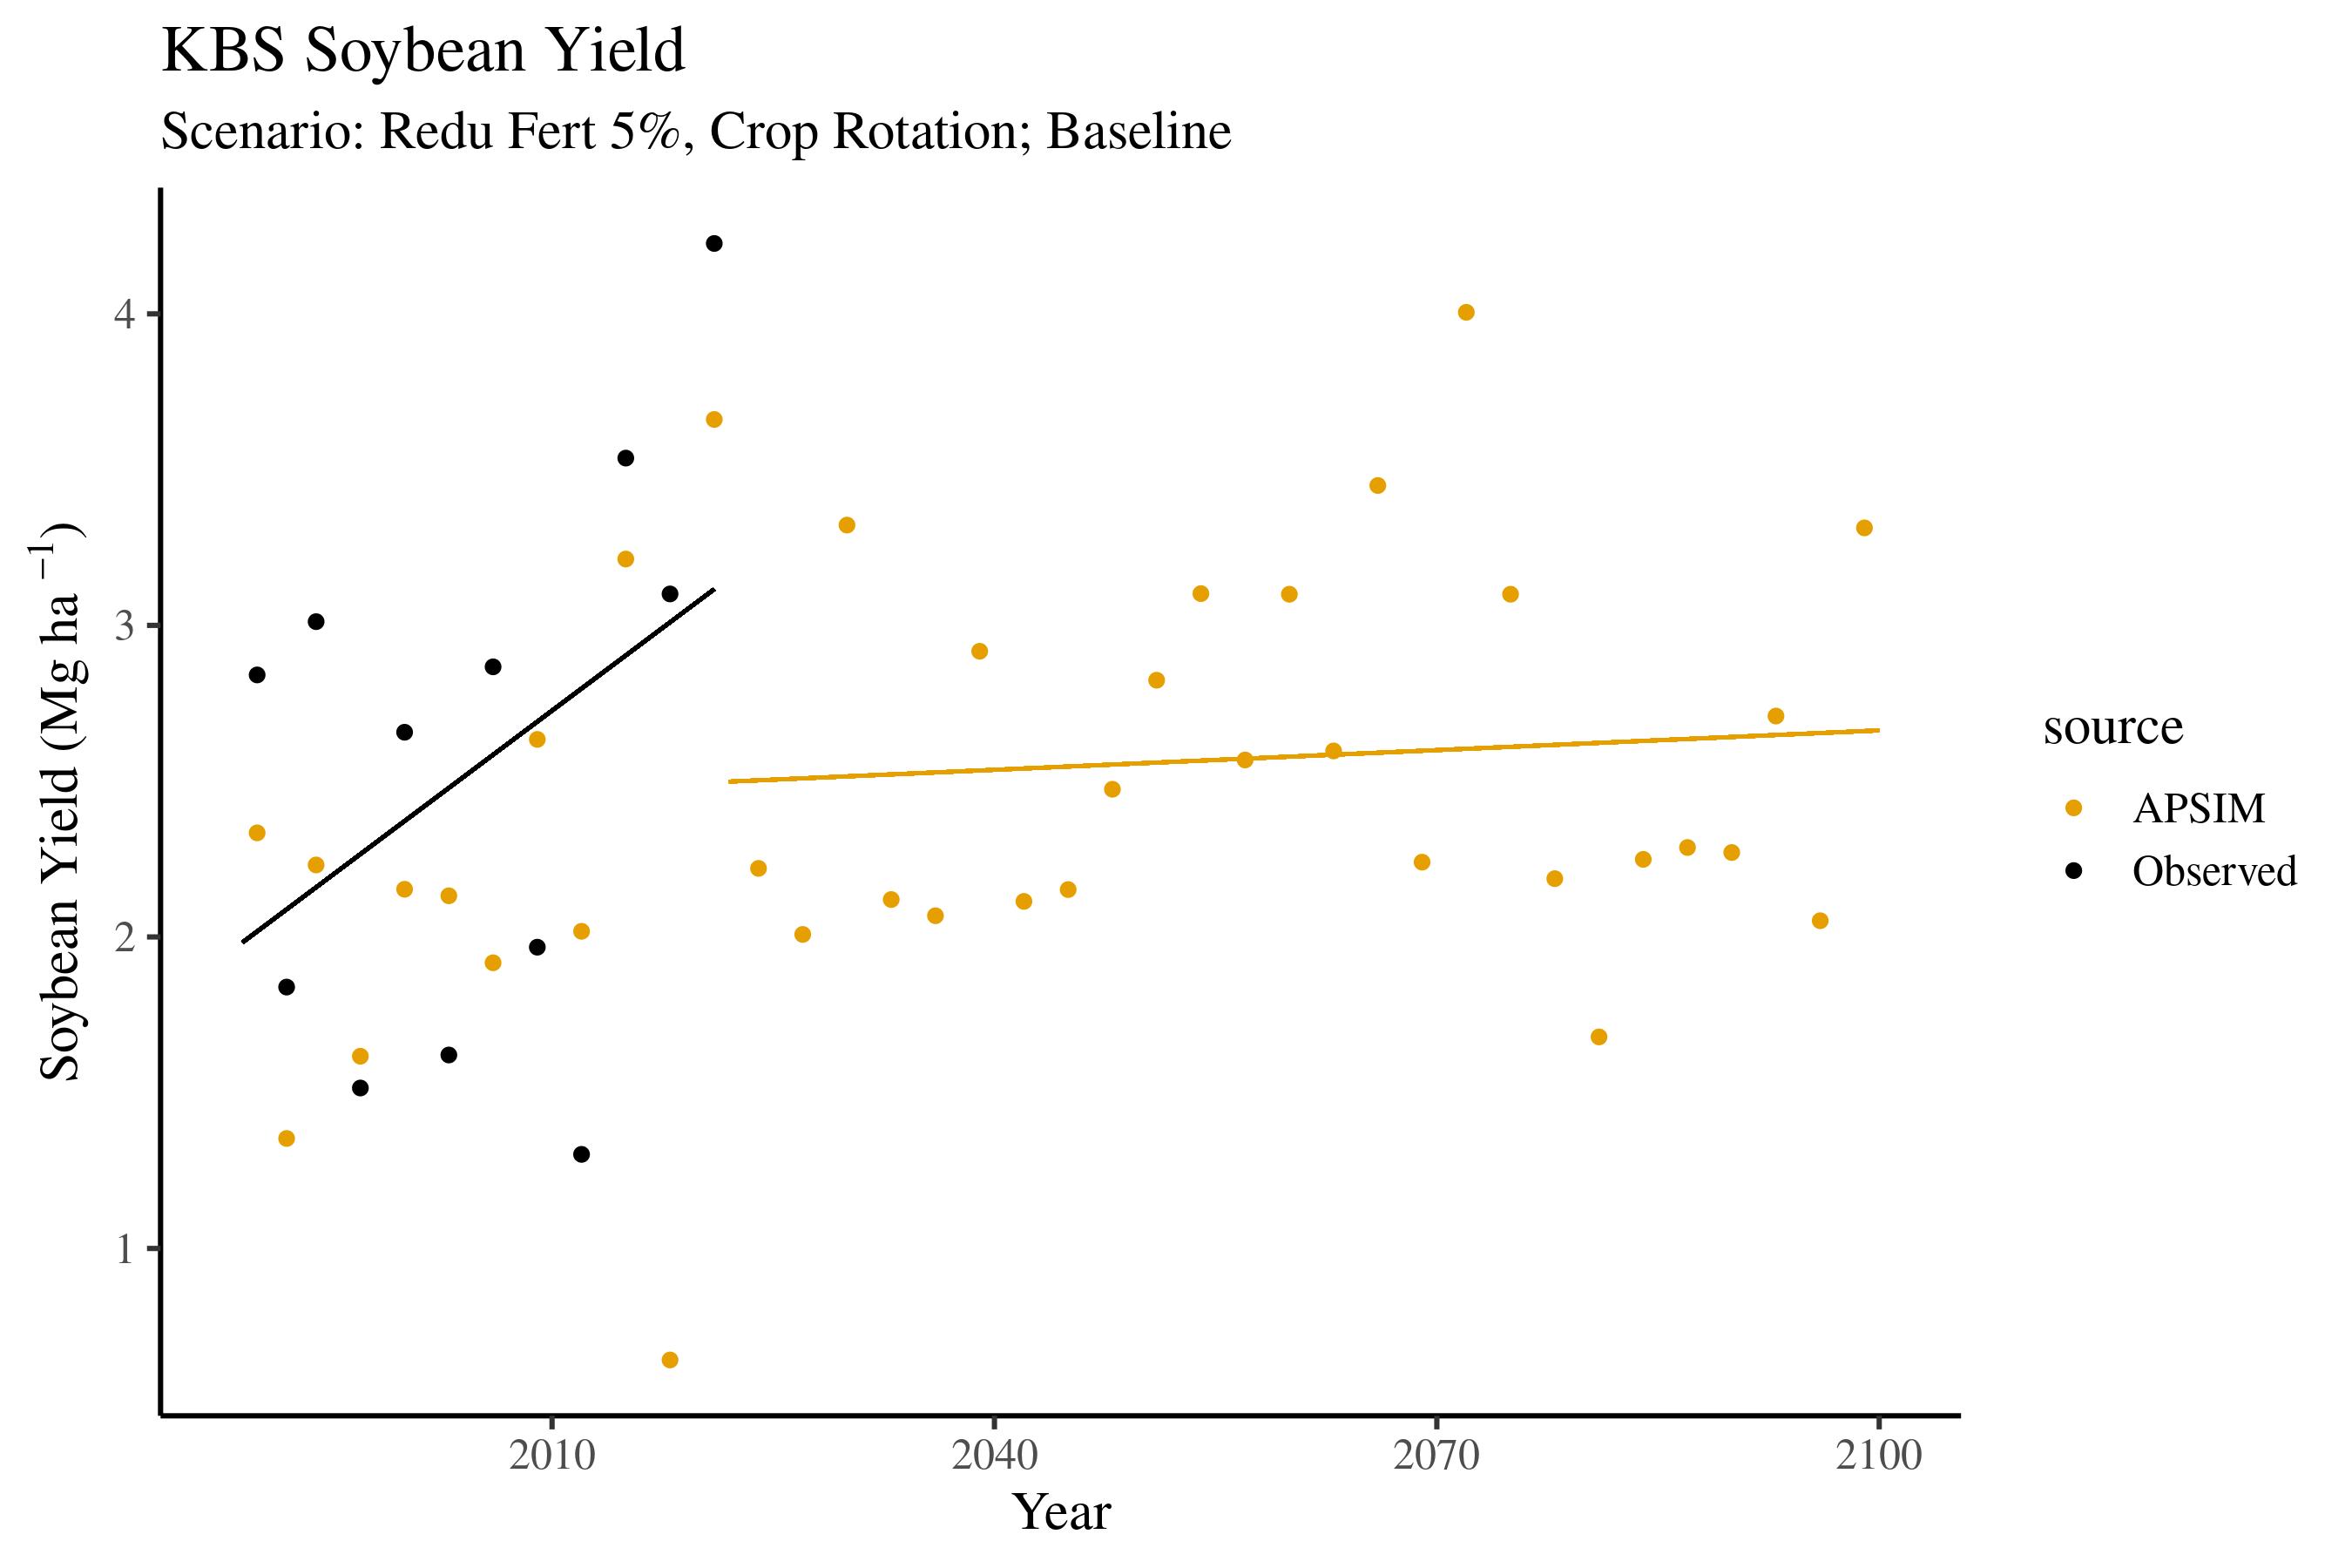 KBS Soybean Yield
Scenario: Redu Fert 5%, Crop Rotation; Baseline
Soybean Yield (Mg ha −1)
4
3
2
1
2010
2040
2070
2100
Year
source
APSIM
Observed